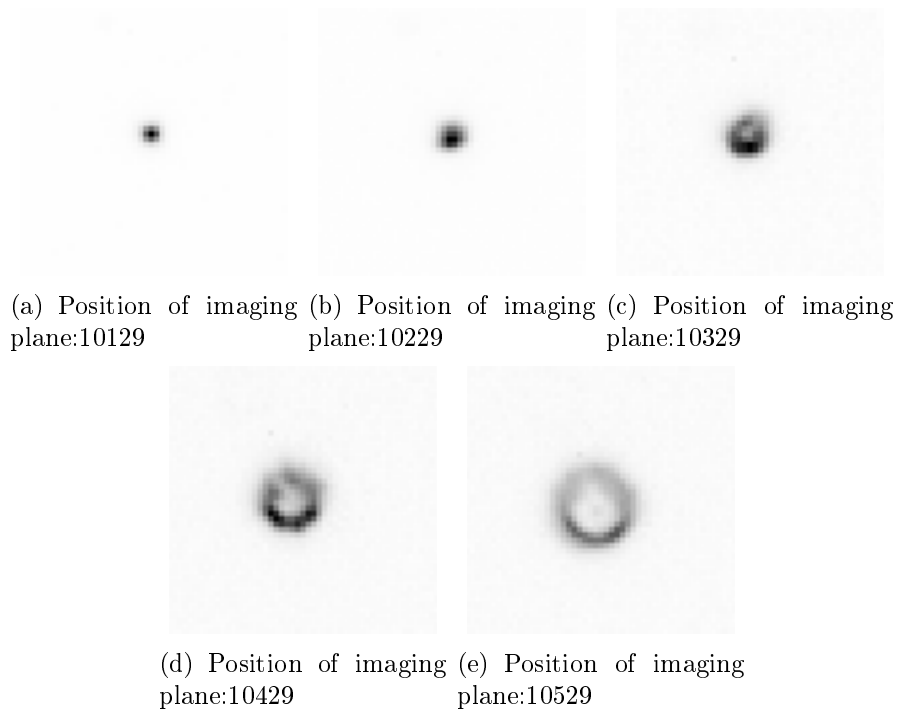 (a) Position of imaging
plane:10129
(b) Position of imaging
plane:10229
(c) Position of imaging
plane:10329
(d) Position of imaging
plane:10429
(e) Position of imaging
plane:10529